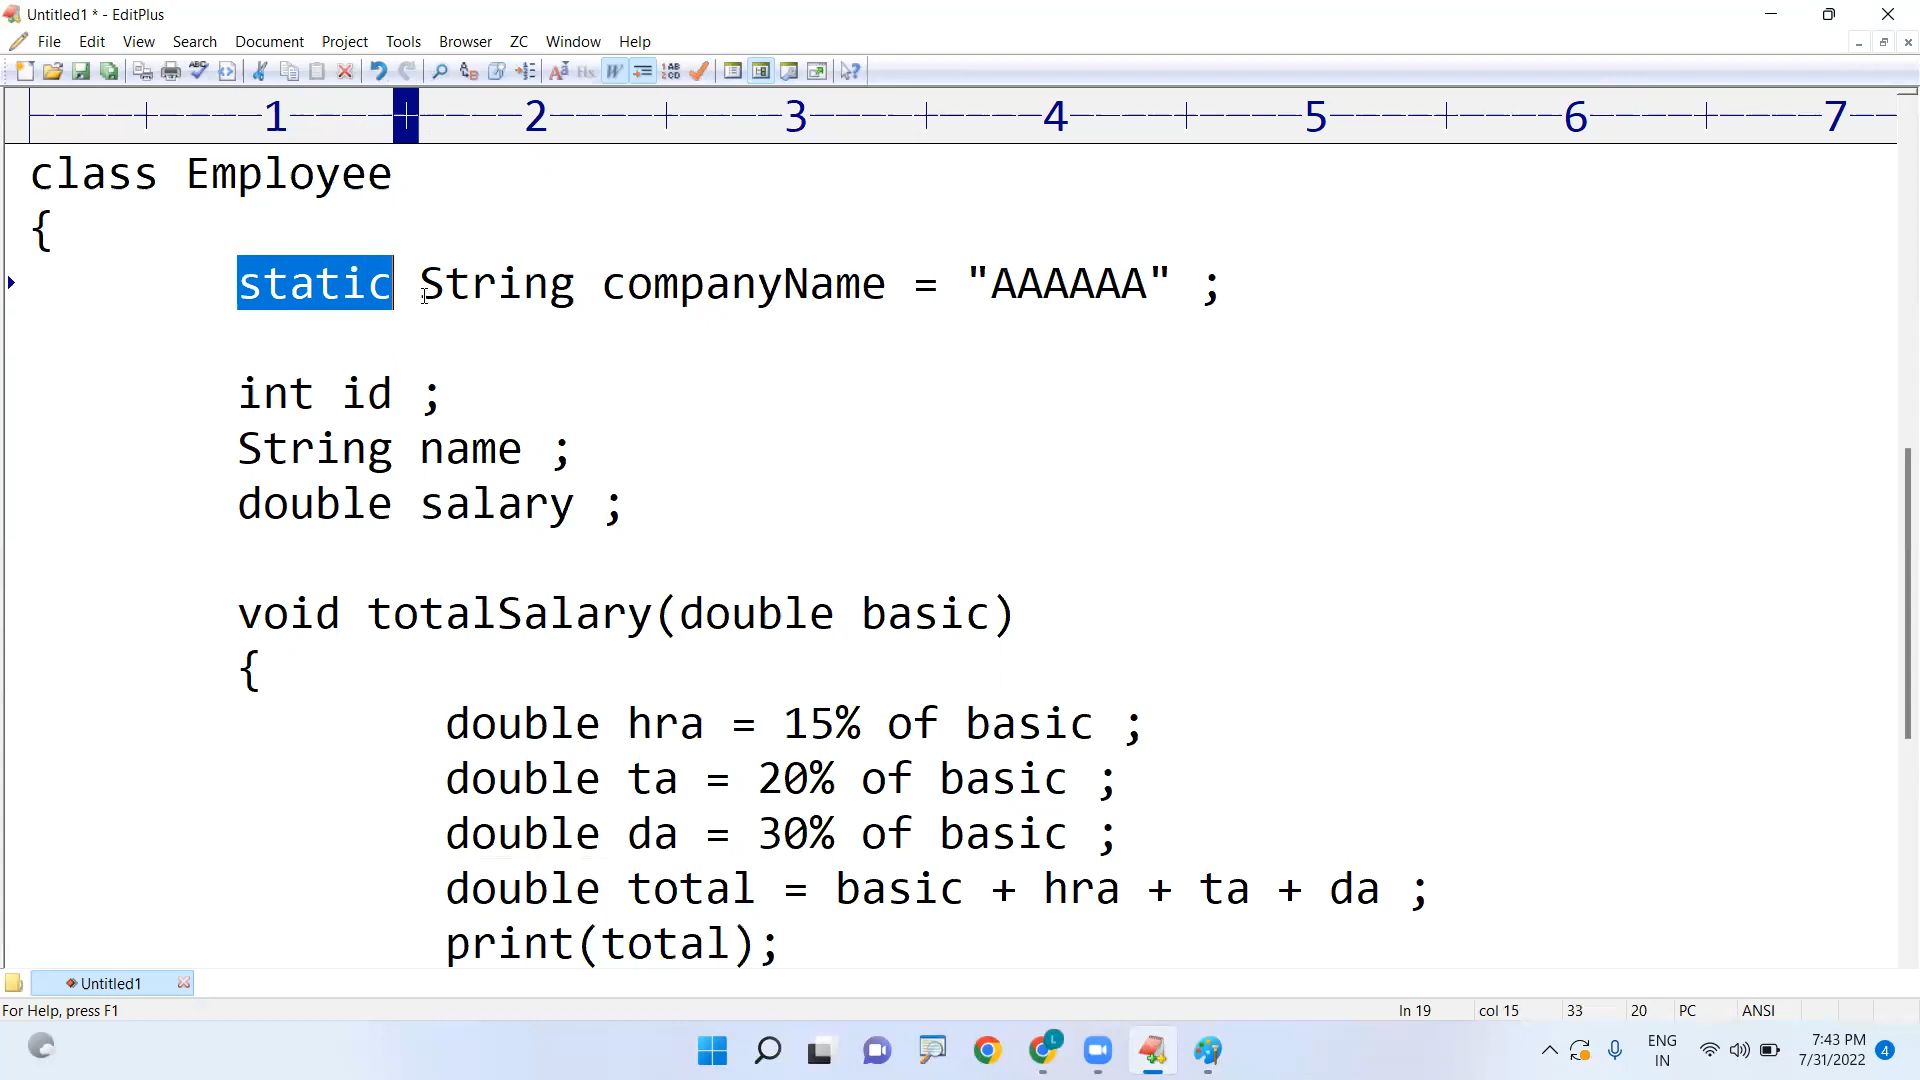 Untitled1 * - EditPlus
File Edit View Search Document Project Tools Browser ZC Window Help
1 2 3 4 5 6 7
class Employee
{
static String companyName = "AAAAAA" ;
int id ;
String name ;
double salary ;
void totalSalary(double basic)
{
double hra = 15% of basic ;
double ta = 20% of basic ;
double da = 30% of basic ;
double total = basic + hra + ta + da ;
print(total);
Untitled1
For Help, press F1 ln 19 col 15 33 20 PC ANSI
ENG 7:43 PM
IN 7/31/2022 4